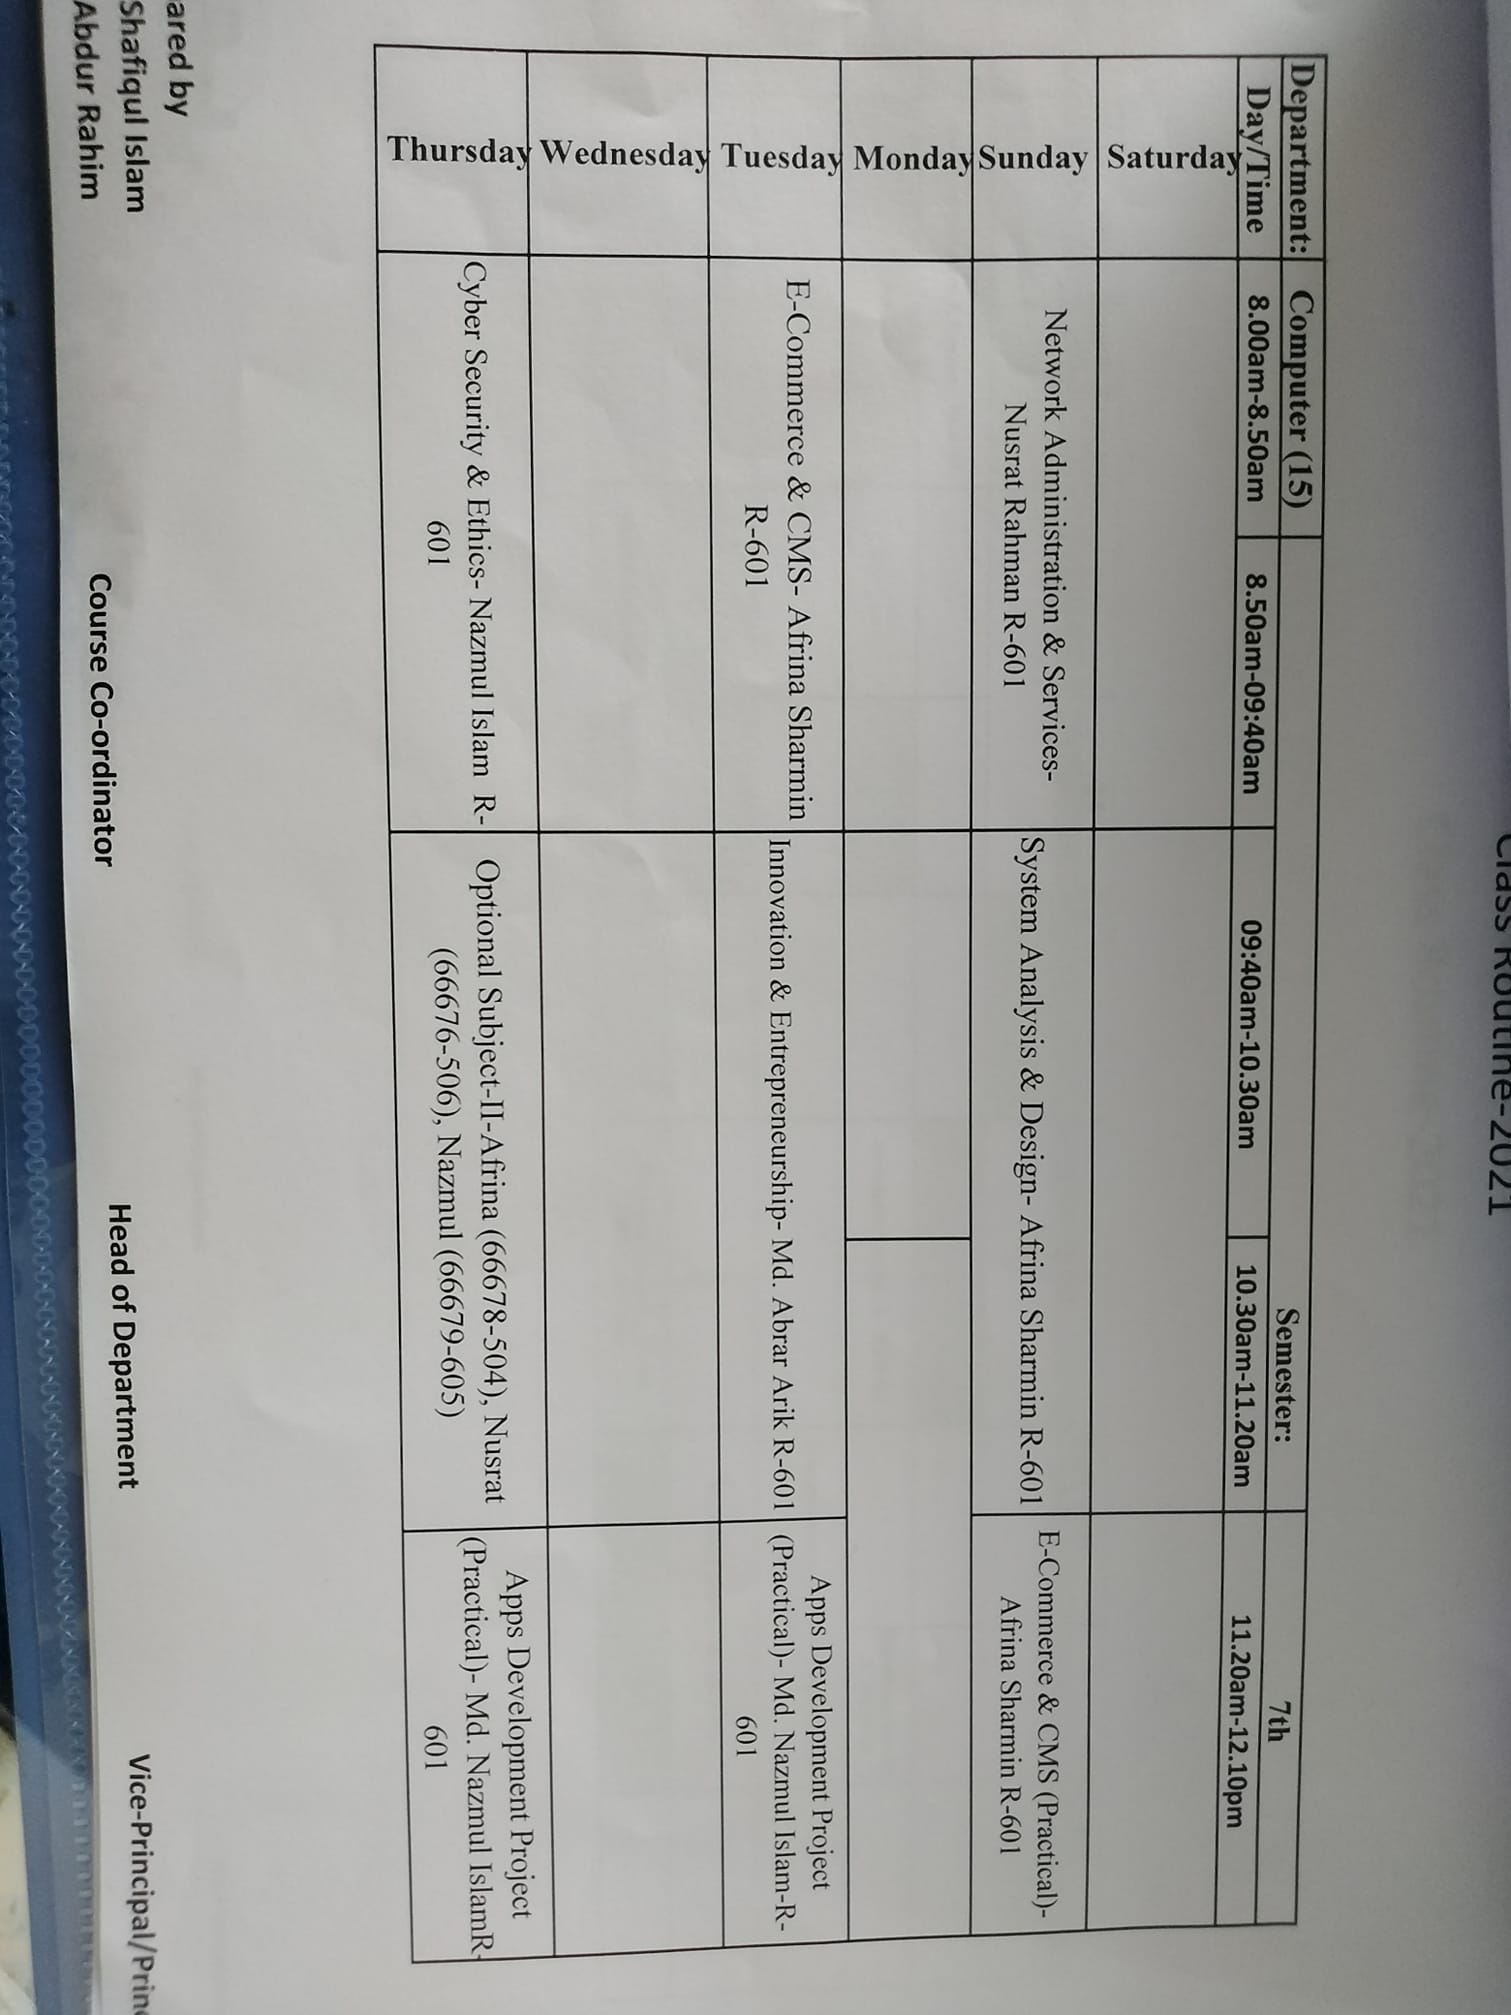 Class Routine-2021
Department: Computer (15) Semester: 7th
Day/Time 8.00am-8.50am 8.50am-09:40am 09:40am-10.30am 10.30am-11.20am 11.20am-12.10pm
Saturday
Sunday
Network Administration & Services-
Nusrat Rahman R-601
System Analysis & Design- Afrina Sharmin R-601
E-Commerce & CMS (Practical)-
Afrina Sharmin R-601
Monday
Tuesday
E-Commerce & CMS- Afrina Sharmin
R-601
Innovation & Entrepreneurship- Md. Abrar Arik R-601
Apps Development Project
(Practical)- Md. Nazmul Islam-R-
601
Wednesday
Thursday
Cyber Security & Ethics- Nazmul Islam R-
601
Optional Subject-II-Afrina (66678-504), Nusrat
(66676-506), Nazmul (66679-605)
Apps Development Project
(Practical)- Md. Nazmul IslamR-
601
ared by
Shafiqul Islam
Abdur Rahim
Course Co-ordinator
Head of Department
Vice-Principal/Prin